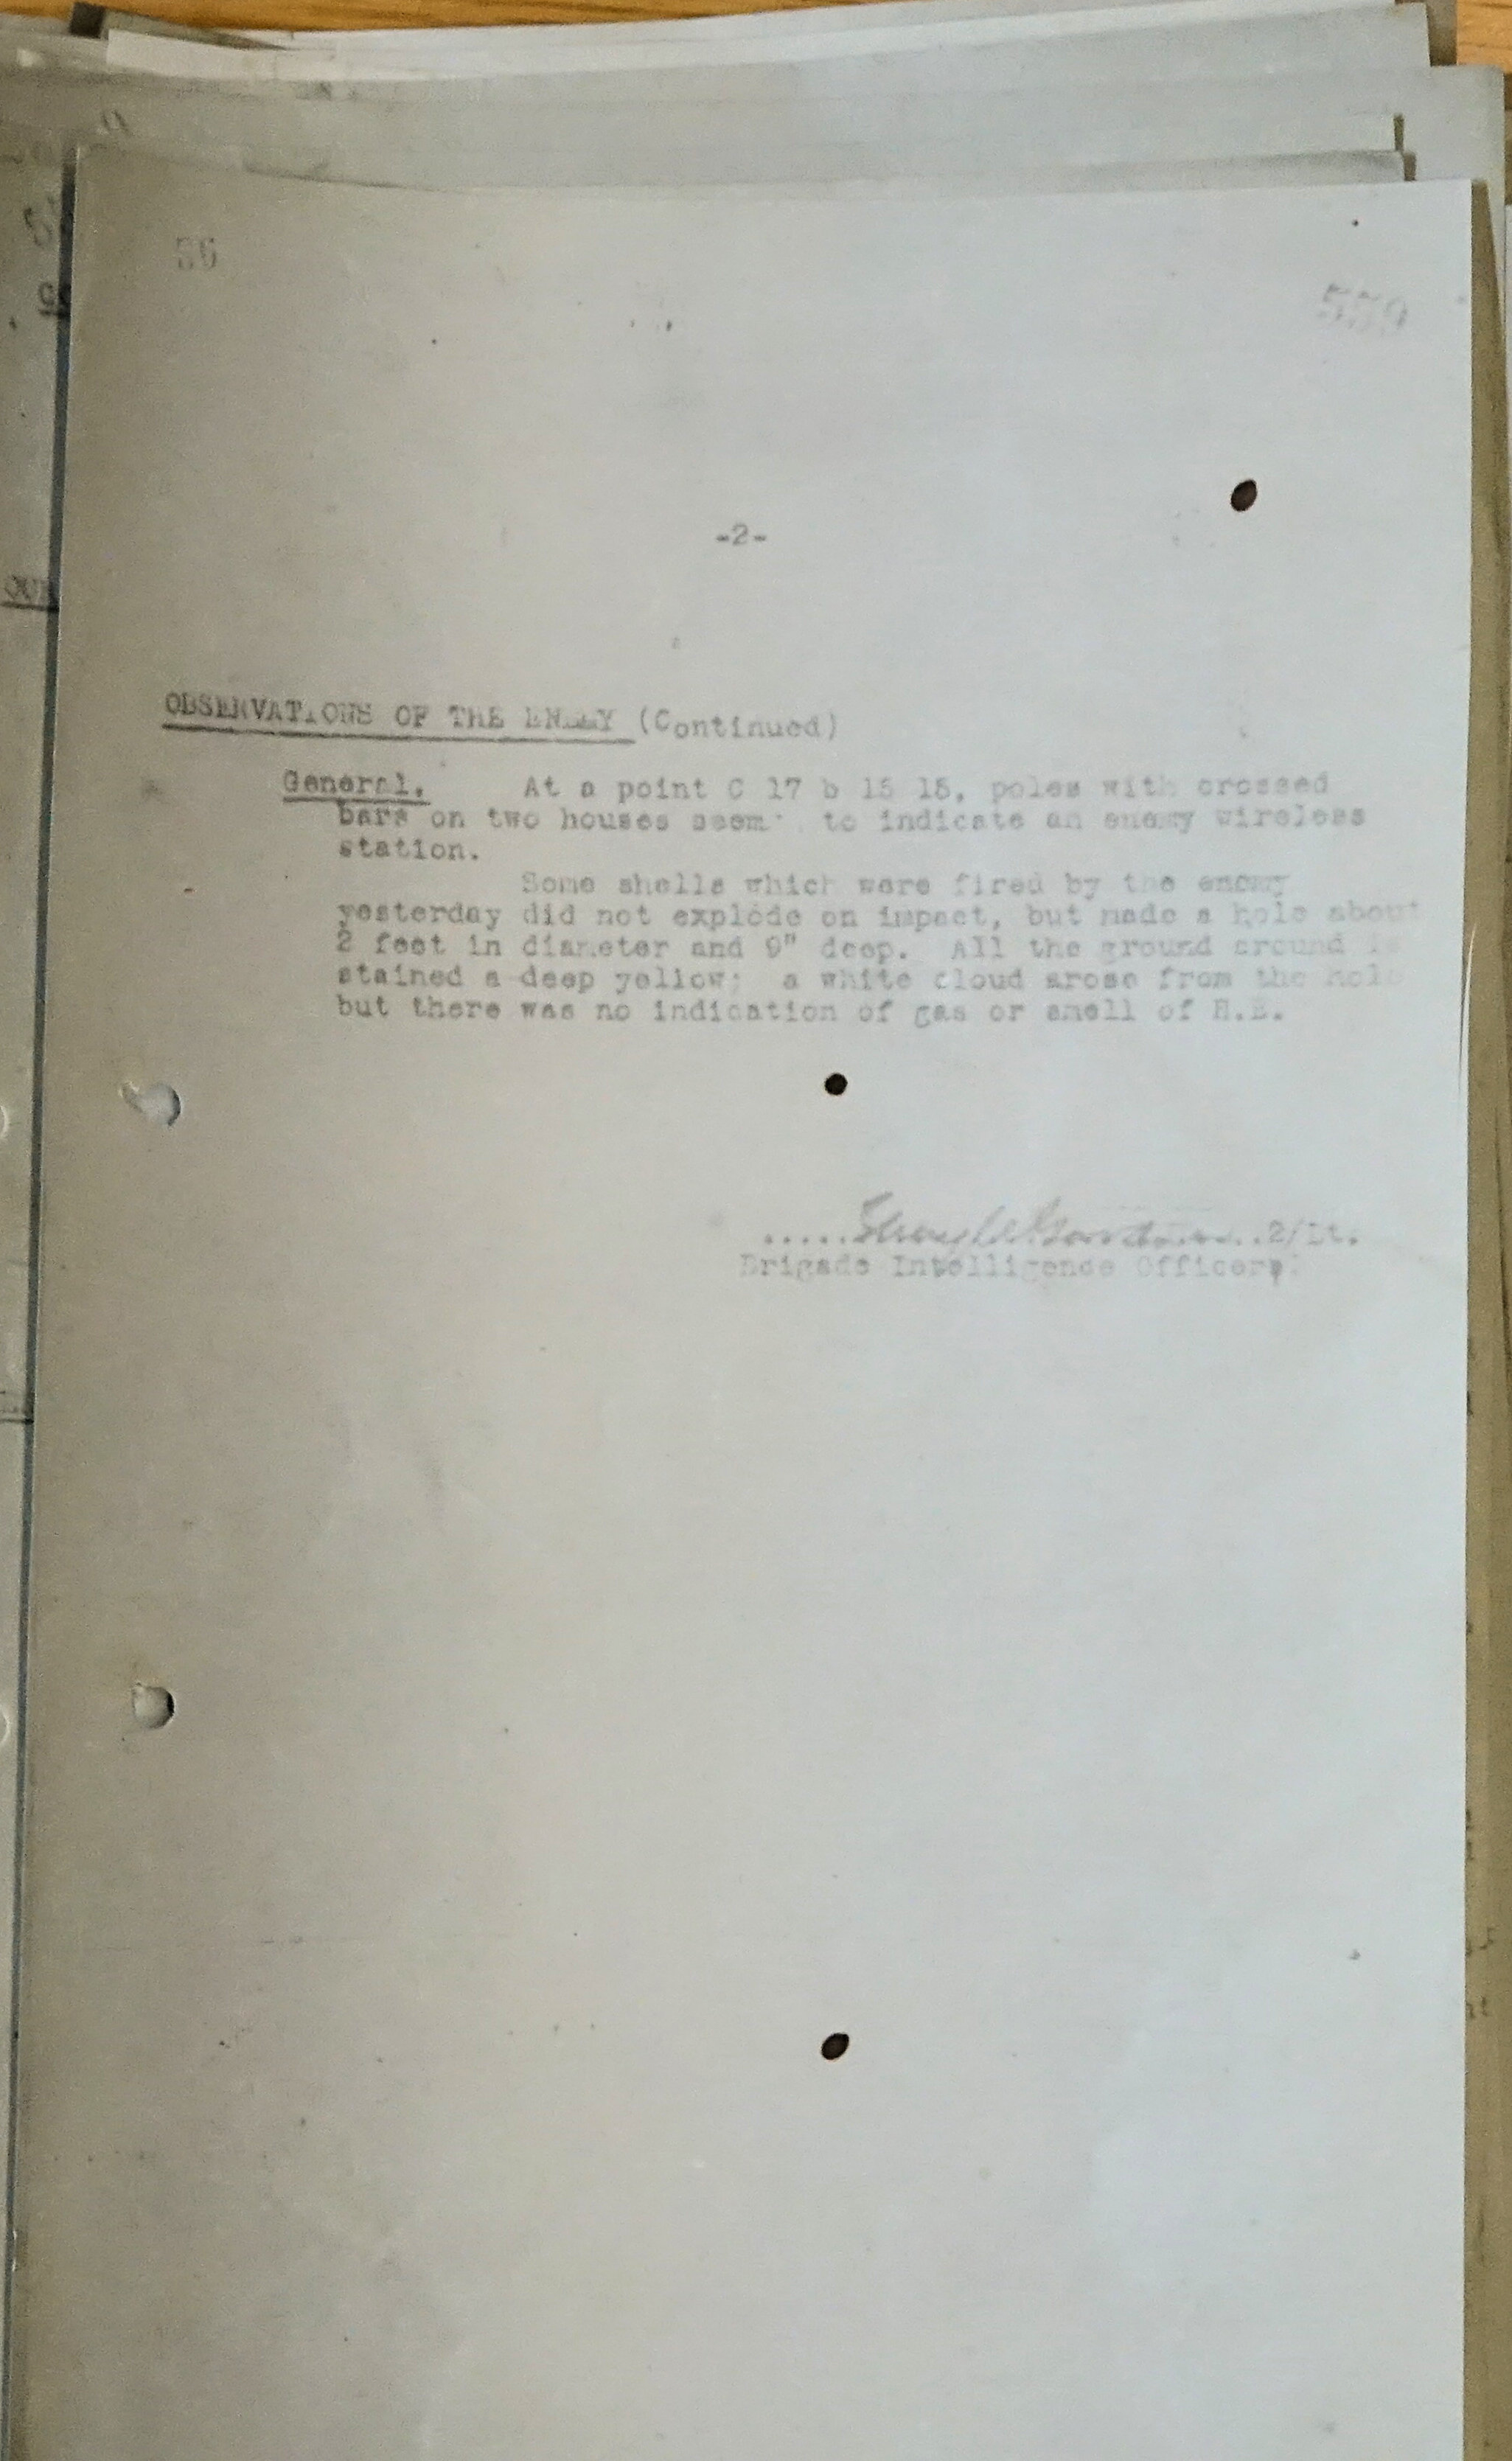 56
559
-2-
OBSERVATIONS OF THE ENEMY (Continued)
General. At a point C 17 b 15 15, poles with crossed
bars on two houses seem to indicate an enemy wireless
station.
Some shells which were fired by the enemy
yesterday did not explode on impact, but made a hole about
2 feet in diameter and 9" deep. All the ground around is
stained a deep yellow; a white cloud arose from the hole
but there was no indication of gas or smell of H.E.
2/Lt.
Brigade Intelligence Officer